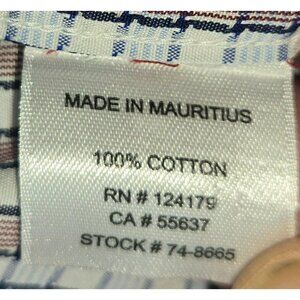 MADE IN MAURITIUS
100% COTTON
RN # 124179
CA # 55637
STOCK # 74-8665